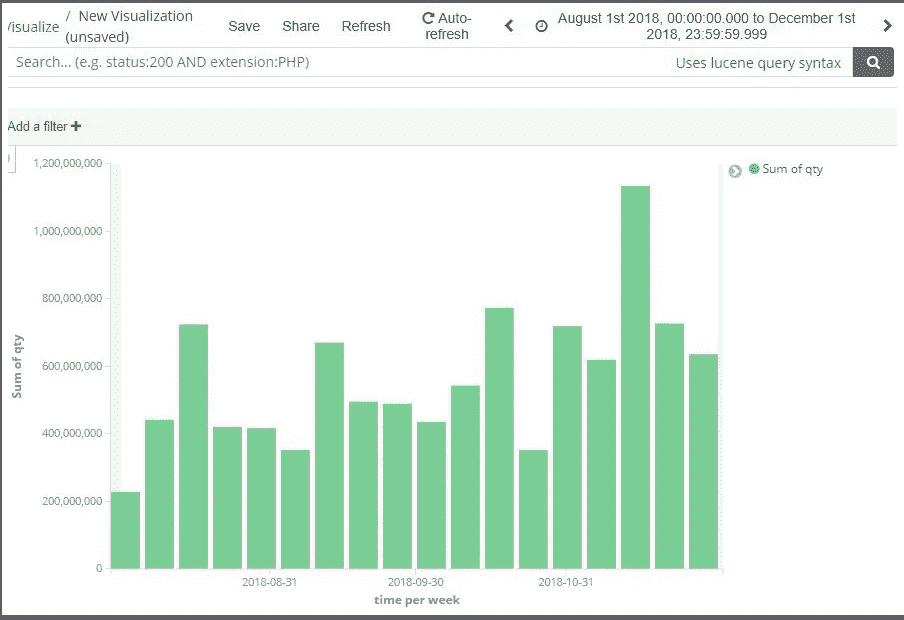 /isualize / New Visualization (unsaved) Save Share Refresh Auto-refresh August 1st 2018, 00:00:00.000 to December 1st 2018, 23:59:59.999
Search... (e.g. status:200 AND extension:PHP) Uses lucene query syntax
Add a filter +
1,200,000,000
1,000,000,000
800,000,000
600,000,000
400,000,000
200,000,000
0
Sum of qty
2018-08-31 2018-09-30 2018-10-31
time per week
Sum of qty